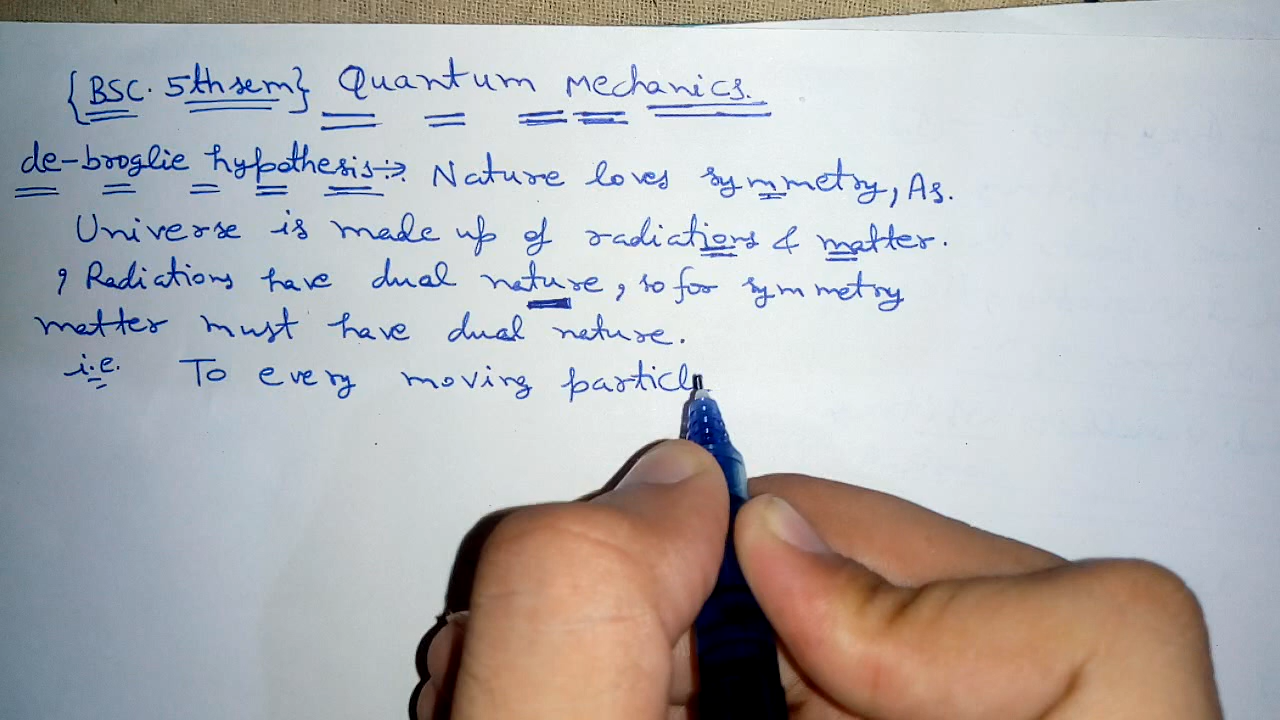 {BSC. 5th sem} Quantum Mechanics.
de-broglie hypothesis:-> Nature loves symmetry, As.
Universe is made up of radiations & matter.
, Radiations have dual nature, so for symmetry
matter must have dual nature.
i.e. To every moving particl